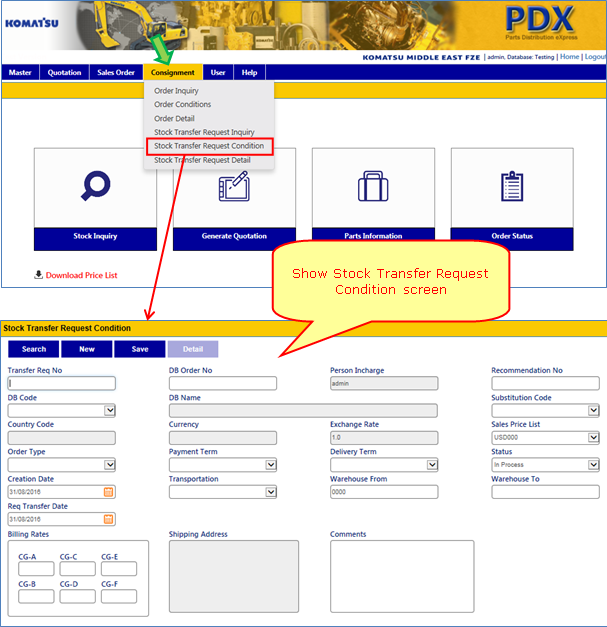 KOMATSU
PDX
Parts Distribution eXpress
KOMATSU MIDDLE EAST FZE | admin, Database: Testing | Home | Logout
Master Quotation Sales Order Consignment User Help
Order Inquiry
Order Conditions
Order Detail
Stock Transfer Request Inquiry
Stock Transfer Request Condition
Stock Transfer Request Detail
Stock Inquiry Generate Quotation Parts Information Order Status
Download Price List
Show Stock Transfer Request
Condition screen
Stock Transfer Request Condition
Search New Save Detail
Transfer Req No DB Order No Person Incharge Recommendation No
admin
DB Code DB Name Substitution Code
Country Code Currency Exchange Rate Sales Price List
1.0 USD000
Order Type Payment Term Delivery Term Status
In Process
Creation Date Transportation Warehouse From Warehouse To
31/08/2016 0000
Req Transfer Date
31/08/2016
Billing Rates Shipping Address Comments
CG-A CG-C CG-E
CG-B CG-D CG-F